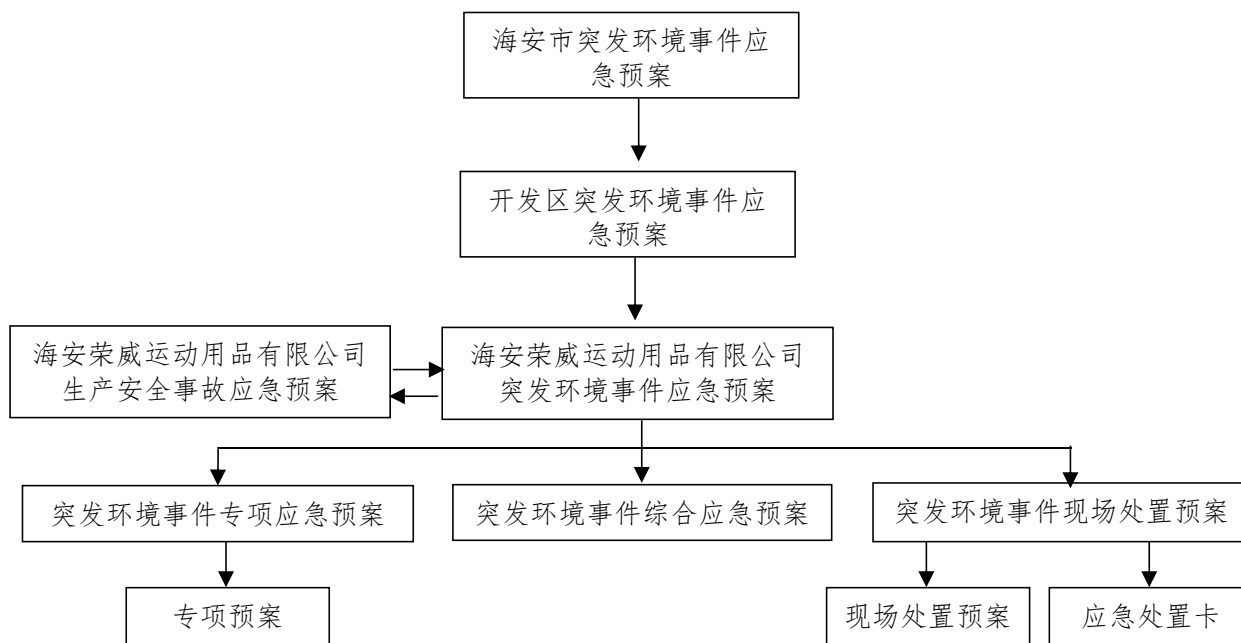 海安市突发环境事件应
急预案
开发区突发环境事件应
急预案
海安荣威运动用品有限公司
生产安全事故应急预案
海安荣威运动用品有限公司
突发环境事件应急预案
突发环境事件专项应急预案
突发环境事件综合应急预案
突发环境事件现场处置预案
专项预案
现场处置预案
应急处置卡